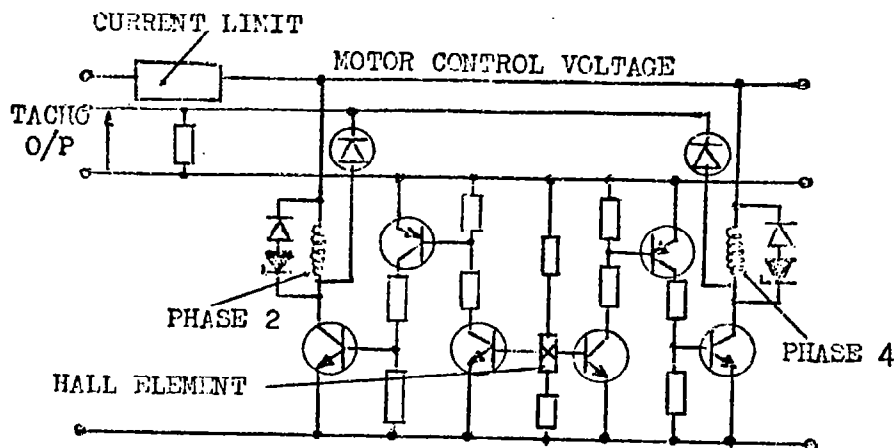 CURRENT LIMIT
MOTOR CONTROL VOLTAGE
TACHO
O/P
PHASE 2
PHASE 4
HALL ELEMENT